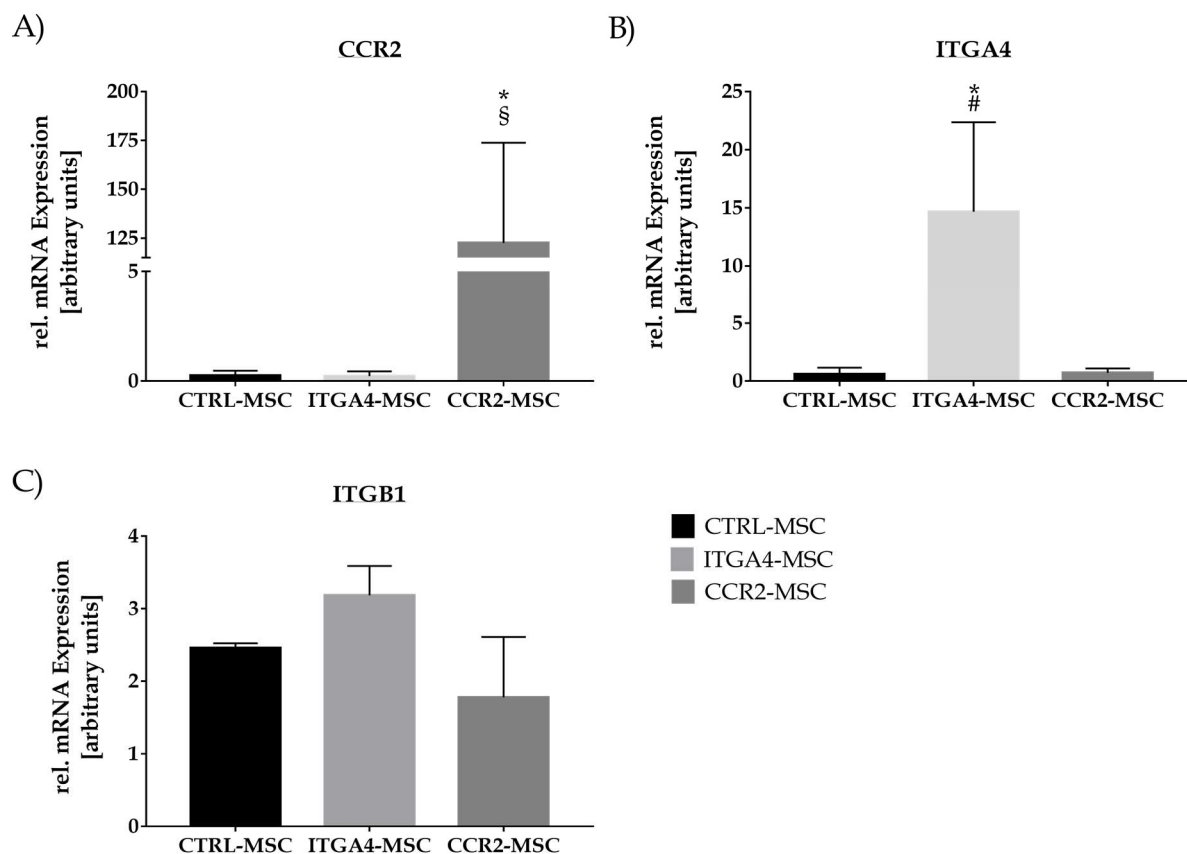 A)
CCR2
rel. mRNA Expression
[arbitrary units]
200
175
150
125
5
0
*
§
CTRL-MSC ITGA4-MSC CCR2-MSC
B)
ITGA4
rel. mRNA Expression
[arbitrary units]
25
20
15
10
5
0
*
#
CTRL-MSC ITGA4-MSC CCR2-MSC
C)
ITGB1
rel. mRNA Expression
[arbitrary units]
4
3
2
1
0
CTRL-MSC ITGA4-MSC CCR2-MSC
CTRL-MSC
ITGA4-MSC
CCR2-MSC